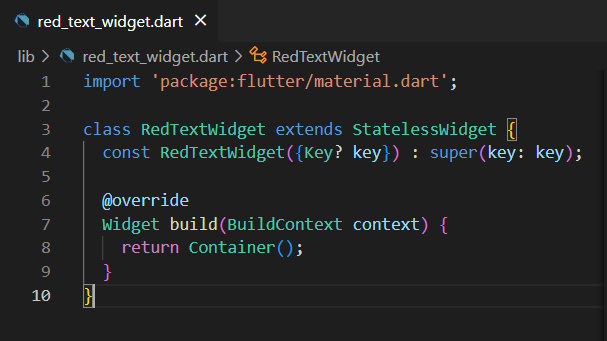 red_text_widget.dart
lib > red_text_widget.dart > RedTextWidget
1 import 'package:flutter/material.dart';
2
3 class RedTextWidget extends StatelessWidget {
4   const RedTextWidget({Key? key}) : super(key: key);
5
6   @override
7   Widget build(BuildContext context) {
8     return Container();
9   }
10 }